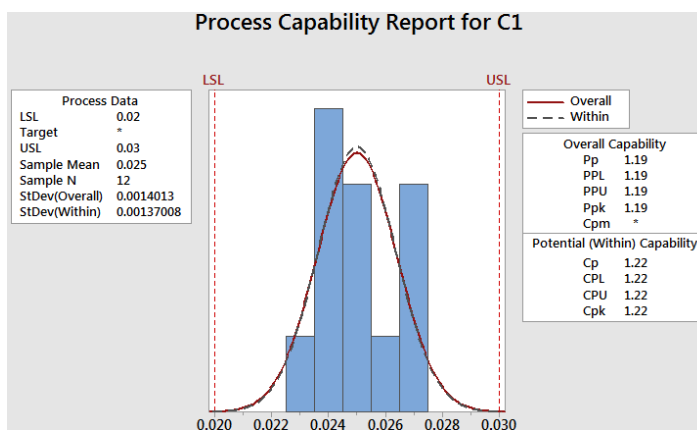 Process Capability Report for C1
LSL
USL
Process Data
LSL 0.02
Target *
USL 0.03
Sample Mean 0.025
Sample N 12
StDev(Overall) 0.0014013
StDev(Within) 0.00137008
Overall
Within
Overall Capability
Pp 1.19
PPL 1.19
PPU 1.19
Ppk 1.19
Cpm *
Potential (Within) Capability
Cp 1.22
CPL 1.22
CPU 1.22
Cpk 1.22
0.020 0.022 0.024 0.026 0.028 0.030